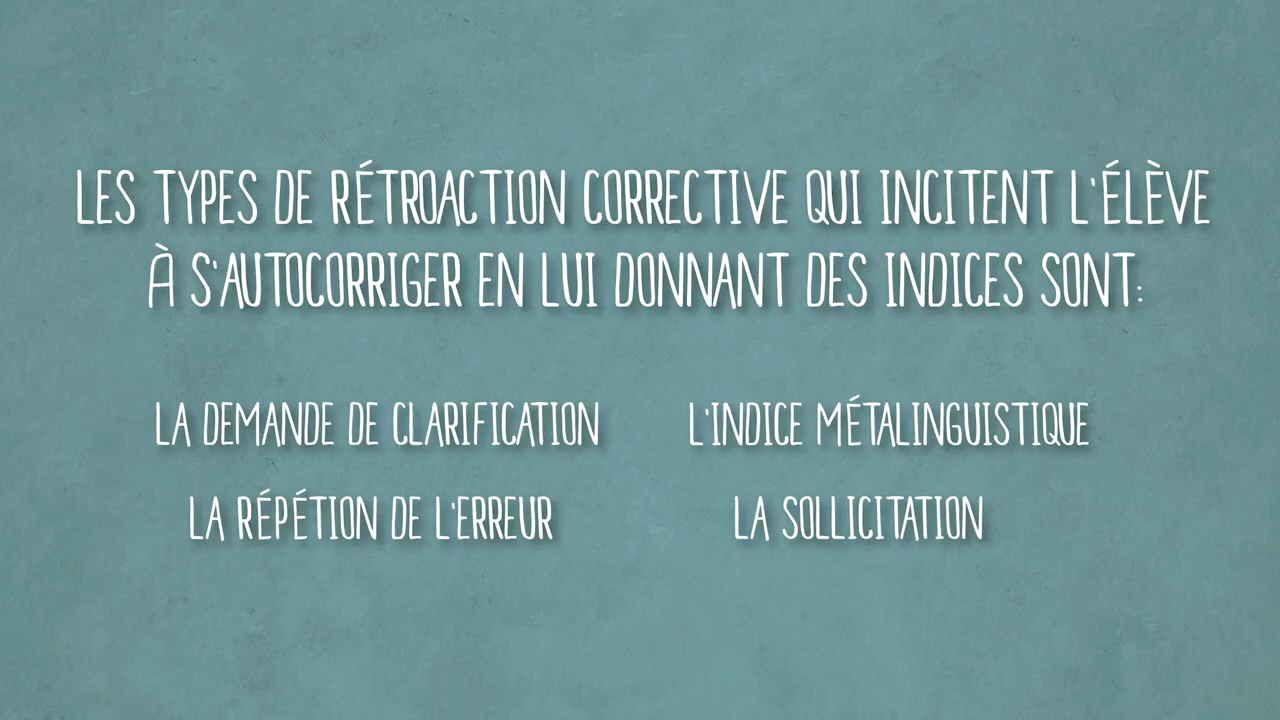 LES TYPES DE RÉTROACTION CORRECTIVE QUI INCITENT L'ÉLÈVE
À S'AUTOCORRIGER EN LUI DONNANT DES INDICES SONT:
LA DEMANDE DE CLARIFICATION
L'INDICE MÉTALINGUISTIQUE
LA RÉPÉTION DE L'ERREUR
LA SOLLICITATION